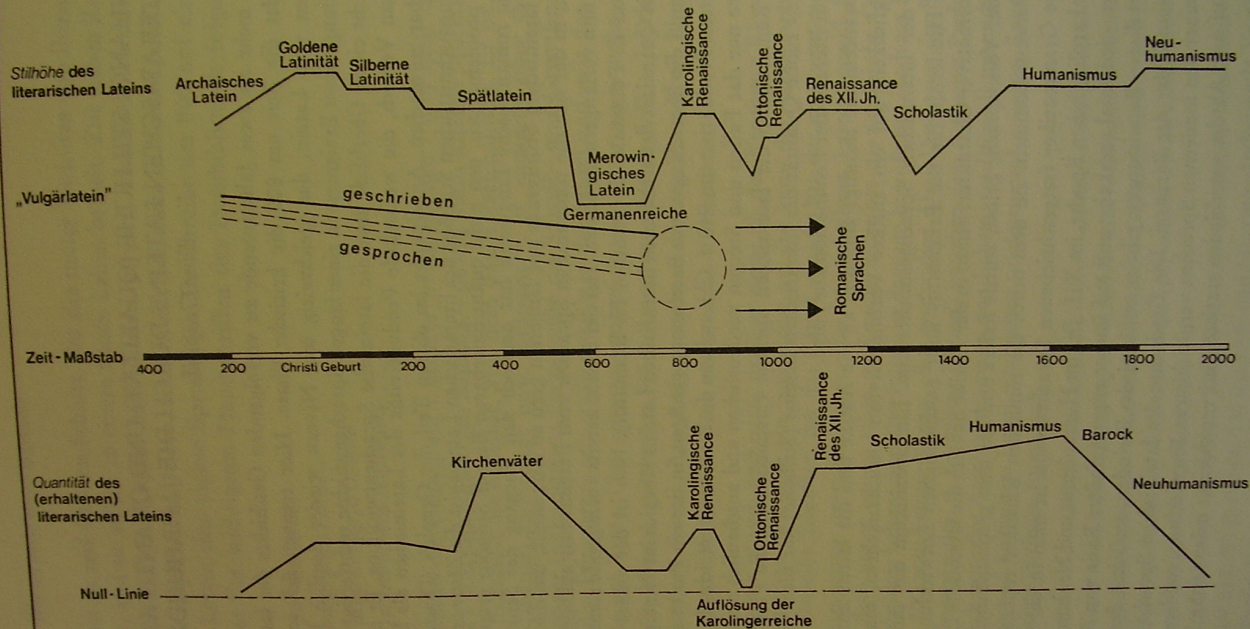 Stilhöhe des
literarischen Lateins
Archaisches
Latein
Goldene
Latinität
Silberne
Latinität
Spätlatein
Merowin-
gisches
Latein
Karolingische
Renaissance
Ottonische
Renaissance
Renaissance
des XII. Jh.
Scholastik
Humanismus
Neu-
humanismus
„Vulgärlatein"
geschrieben
gesprochen
Germanenreiche
Romanische
Sprachen
Zeit-Maßstab
400 200 Christi Geburt 200 400 600 800 1000 1200 1400 1600 1800 2000
Quantität des
(erhaltenen)
literarischen Lateins
Kirchenväter
Karolingische
Renaissance
Ottonische
Renaissance
Renaissance
des XII. Jh.
Scholastik
Humanismus
Barock
Neuhumanismus
Null-Linie
Auflösung der
Karolingerreiche